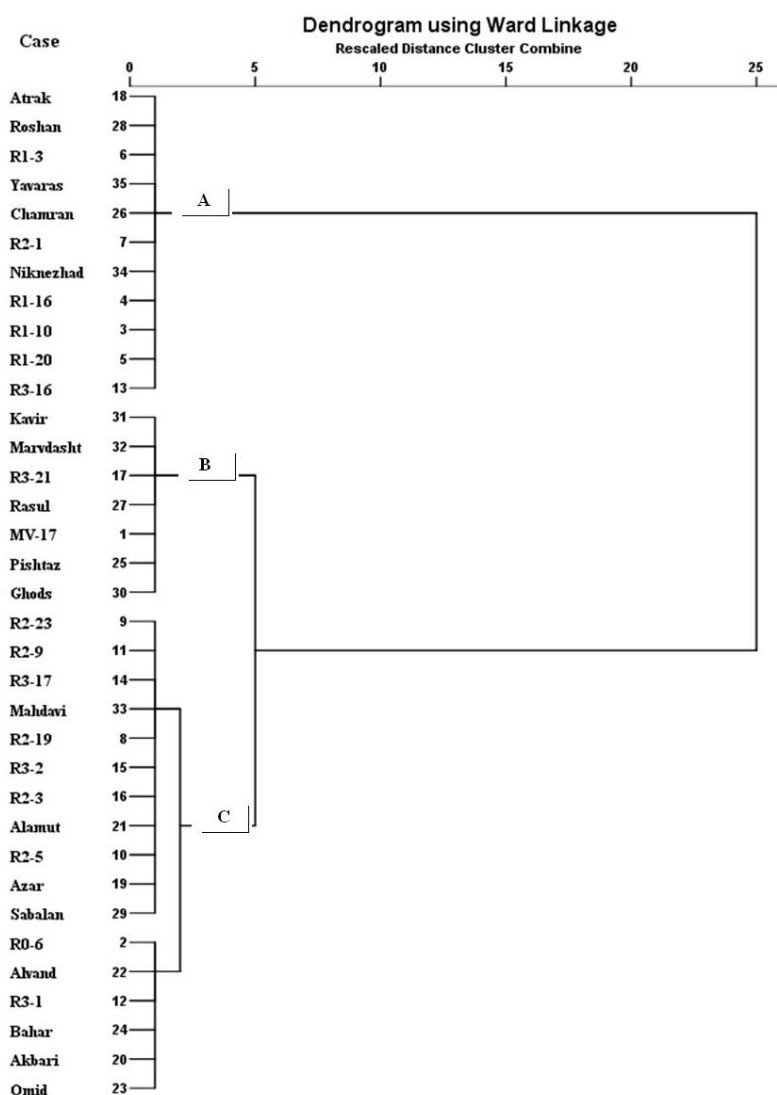 Dendrogram using Ward Linkage
Case
Rescaled Distance Cluster Combine
0 5 10 15 20 25
Atrak 18
Roshan 28
R1-3 6
Yavaras 35
A
Chamran 26
R2-1 7
Niknezhad 34
R1-16 4
R1-10 3
R1-20 5
R3-16 13
Kavir 31
Marvdasht 32
B
R3-21 17
Rasul 27
MV-17 1
Pishtaz 25
Ghods 30
R2-23 9
R2-9 11
R3-17 14
Mahdavi 33
R2-19 8
R3-2 15
R2-3 16
C
Alamut 21
R2-5 10
Azar 19
Sabalan 29
R0-6 2
Alvand 22
R3-1 12
Bahar 24
Akbari 20
Omid 23